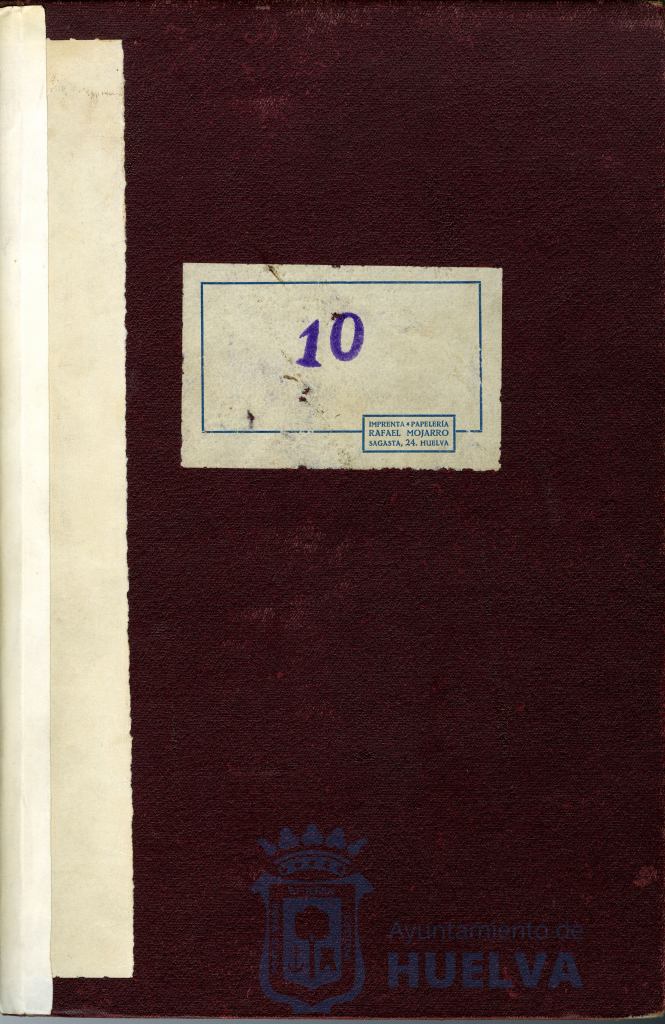 10
IMPRENTA • PAPELERÍA
RAFAEL MOJARRO
SAGASTA, 24. HUELVA
Ayuntamiento de
HUELVA